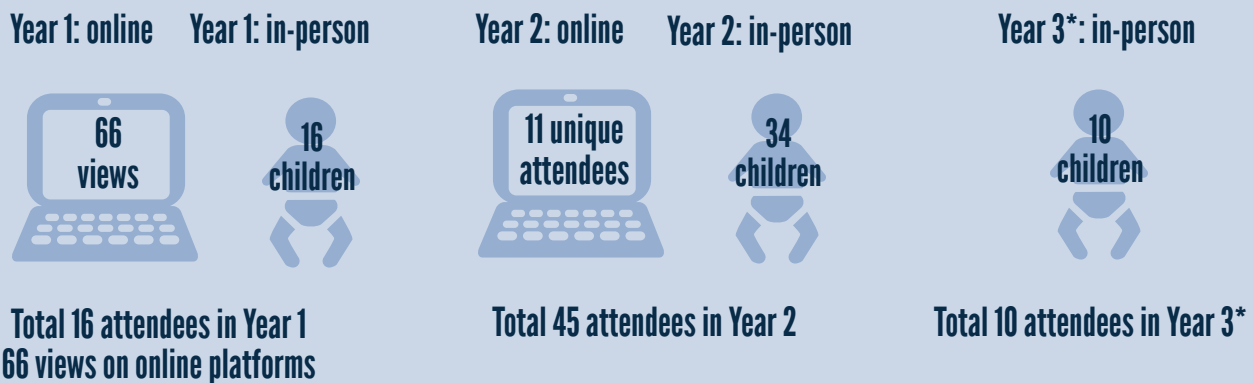 Year 1: online
Year 1: in-person
Year 2: online
Year 2: in-person
Year 3*: in-person
66
views
16
children
11 unique
attendees
34
children
10
children
Total 16 attendees in Year 1
66 views on online platforms
Total 45 attendees in Year 2
Total 10 attendees in Year 3*